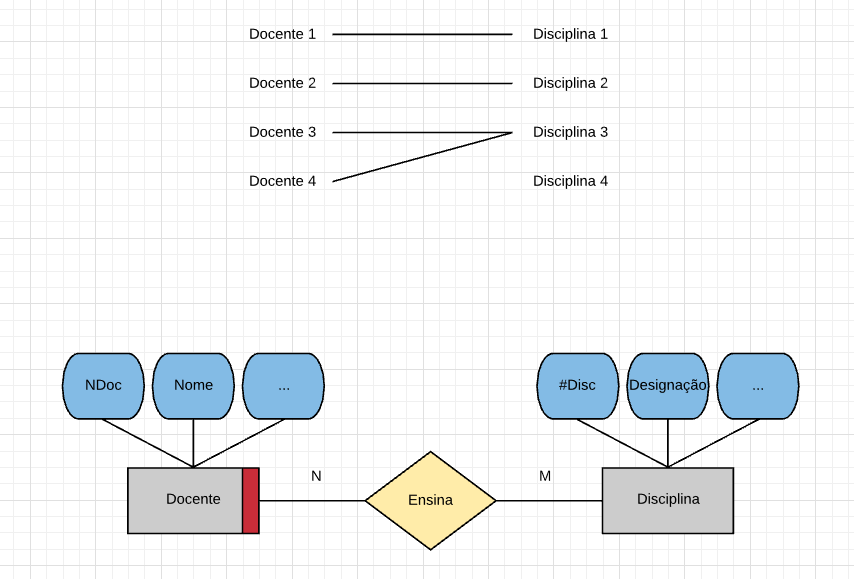 Docente 1 Disciplina 1
Docente 2 Disciplina 2
Docente 3 Disciplina 3
Docente 4 Disciplina 4
NDoc Nome ... #Disc Designação ...
N M
Docente Ensina Disciplina